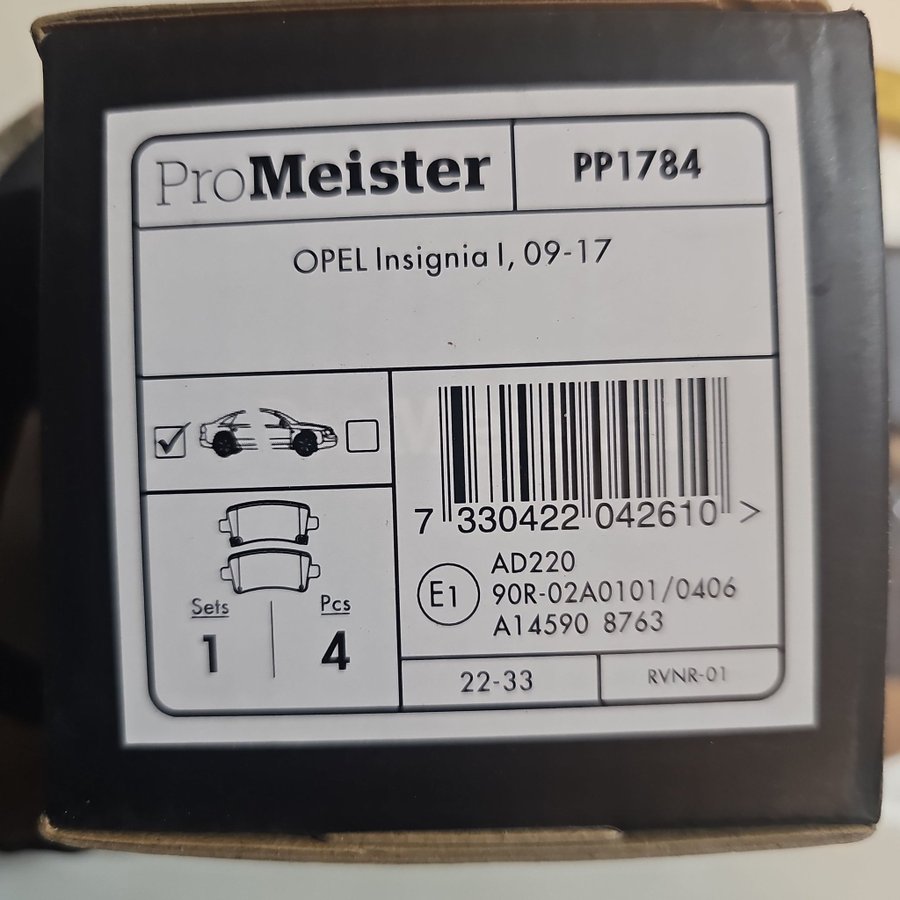 ProMeister
PP1784
OPEL Insignia I, 09-17
7 330422 042610 >
AD220
E1
90R-02A0101/0406
A14590 8763
Sets
Pcs
1
4
22-33
RVNR-01